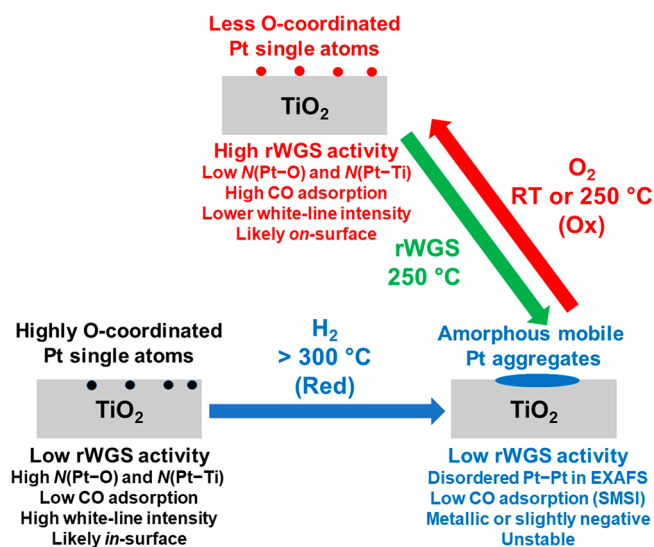 Less O-coordinated
Pt single atoms
TiO₂
High rWGS activity
Low N(Pt−O) and N(Pt−Ti)
High CO adsorption
Lower white-line intensity
Likely on-surface
O₂
RT or 250 °C
(Ox)
rWGS
250 °C
Highly O-coordinated
Pt single atoms
TiO₂
Low rWGS activity
High N(Pt−O) and N(Pt−Ti)
Low CO adsorption
High white-line intensity
Likely in-surface
H₂
> 300 °C
(Red)
Amorphous mobile
Pt aggregates
TiO₂
Low rWGS activity
Disordered Pt−Pt in EXAFS
Low CO adsorption (SMSI)
Metallic or slightly negative
Unstable